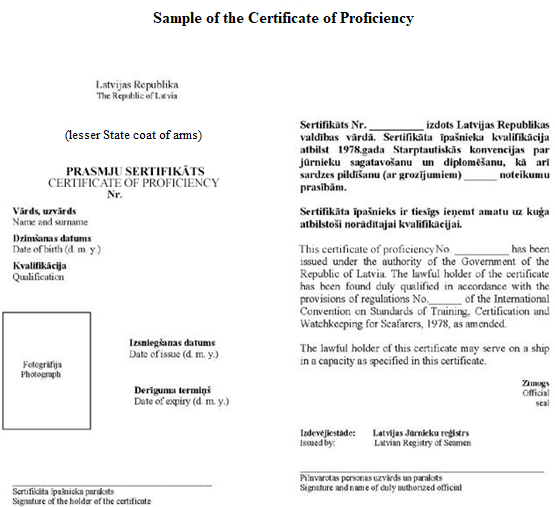 Sample of the Certificate of Proficiency
Latvijas Republika
The Republic of Latvia
(lesser State coat of arms)
PRASMJU SERTIFIKĀTS
CERTIFICATE OF PROFICIENCY
Nr.
Vārds, uzvārds
Name and surname
Dzimšanas datums
Date of birth (d. m. y.)
Kvalifikācija
Qualification
Fotogrāfija
Photograph
Izsniegšanas datums
Date of issue (d. m. y.)
Derīguma termiņš
Date of expiry (d. m. y.)
Sertifikāta īpašnieka paraksts
Signature of the holder of the certificate
Sertifikāts Nr. _________ izdots Latvijas Republikas
valdības vārdā. Sertifikāta īpašnieka kvalifikācija
atbilst 1978.gada Starptautiskās konvencijas par
jūrnieku sagatavošanu un diplomēšanu, kā arī
sardzes pildīšanu (ar grozījumiem) ______ noteikumu
prasībām.
Sertifikāta īpašnieks ir tiesīgs ieņemt amatu uz kuģa
atbilstoši norādītajai kvalifikācijai.
This certificate of proficiency No. _________ has been
issued under the authority of the Government of the
Republic of Latvia. The lawful holder of the certificate
has been found duly qualified in accordance with the
provisions of regulations No.______ of the International
Convention on Standards of Training, Certification and
Watchkeeping for Seafarers, 1978, as amended.
The lawful holder of this certificate may serve on a ship
in a capacity as specified in this certificate.
Zīmogs
Official
seal
Izdevējiestāde: Latvijas Jūrnieku reģistrs
Issued by: Latvian Registry of Seamen
Pilnvarotas personas uzvārds un paraksts
Signature and name of duly authorized official